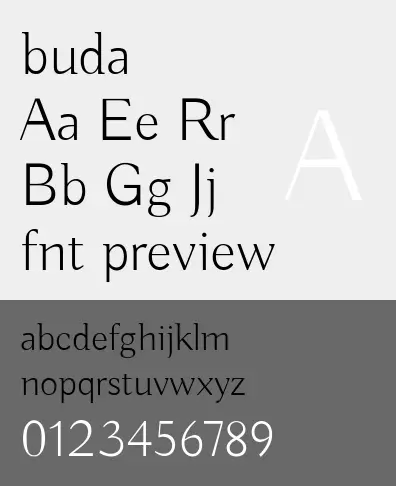 buda
Aa Ee Rr
A
Bb Gg Jj
fnt preview
abcdefghijklm
nopqrstuvwxyz
0123456789